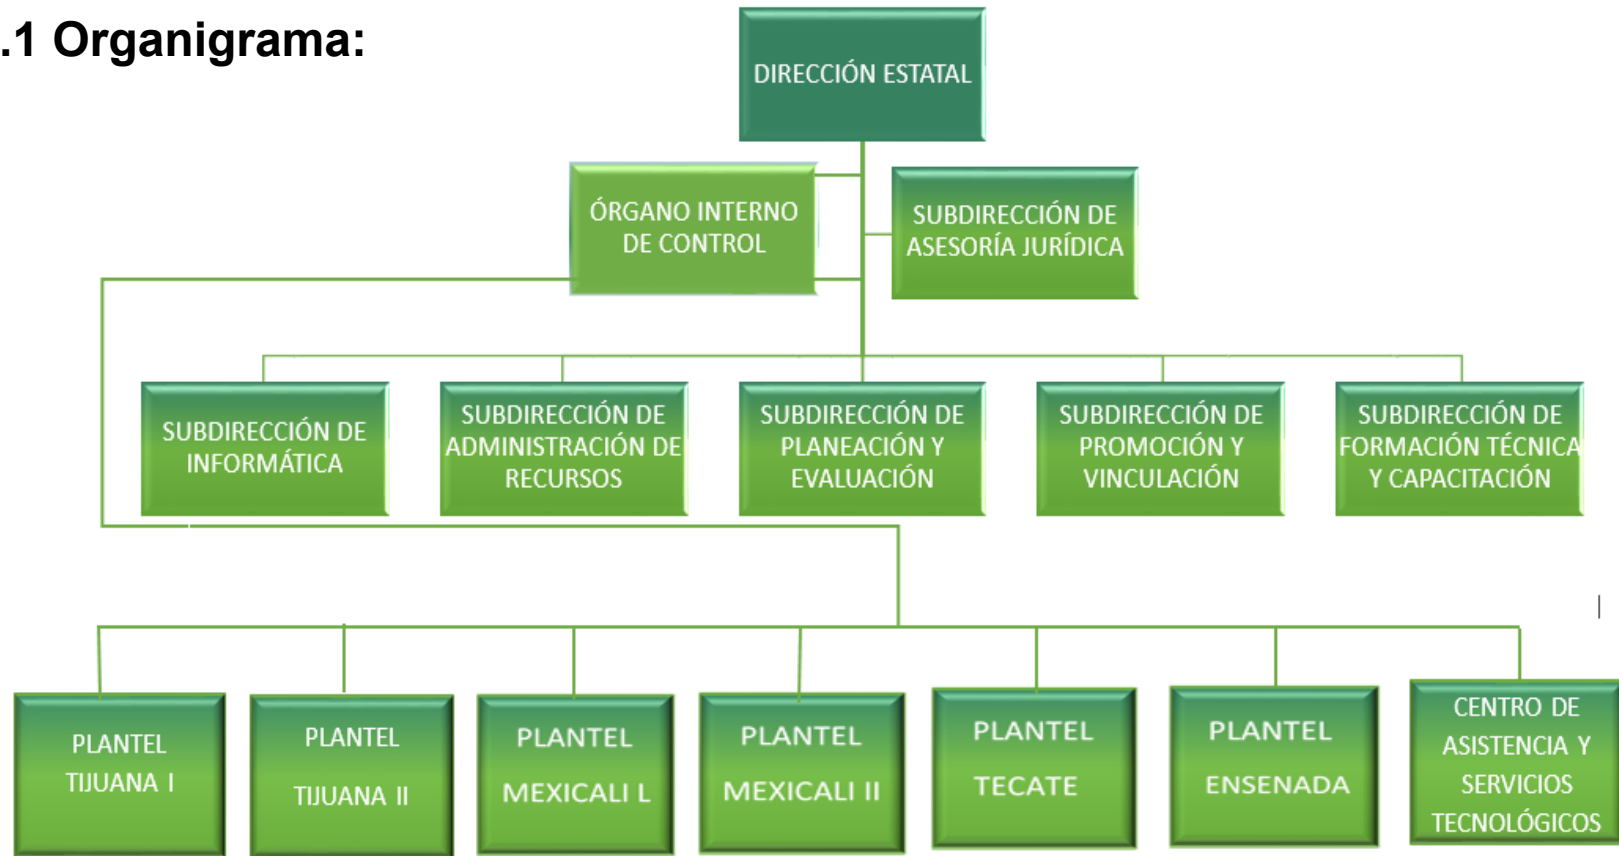 .1 Organigrama:
DIRECCIÓN ESTATAL
ÓRGANO INTERNO
DE CONTROL
SUBDIRECCIÓN DE
ASESORÍA JURÍDICA
SUBDIRECCIÓN DE
INFORMÁTICA
SUBDIRECCIÓN DE
ADMINISTRACIÓN DE
RECURSOS
SUBDIRECCIÓN DE
PLANEACIÓN Y
EVALUACIÓN
SUBDIRECCIÓN DE
PROMOCIÓN Y
VINCULACIÓN
SUBDIRECCIÓN DE
FORMACIÓN TÉCNICA
Y CAPACITACIÓN
PLANTEL
TIJUANA I
PLANTEL
TIJUANA II
PLANTEL
MEXICALI L
PLANTEL
MEXICALI II
PLANTEL
TECATE
PLANTEL
ENSENADA
CENTRO DE
ASISTENCIA Y
SERVICIOS
TECNOLÓGICOS